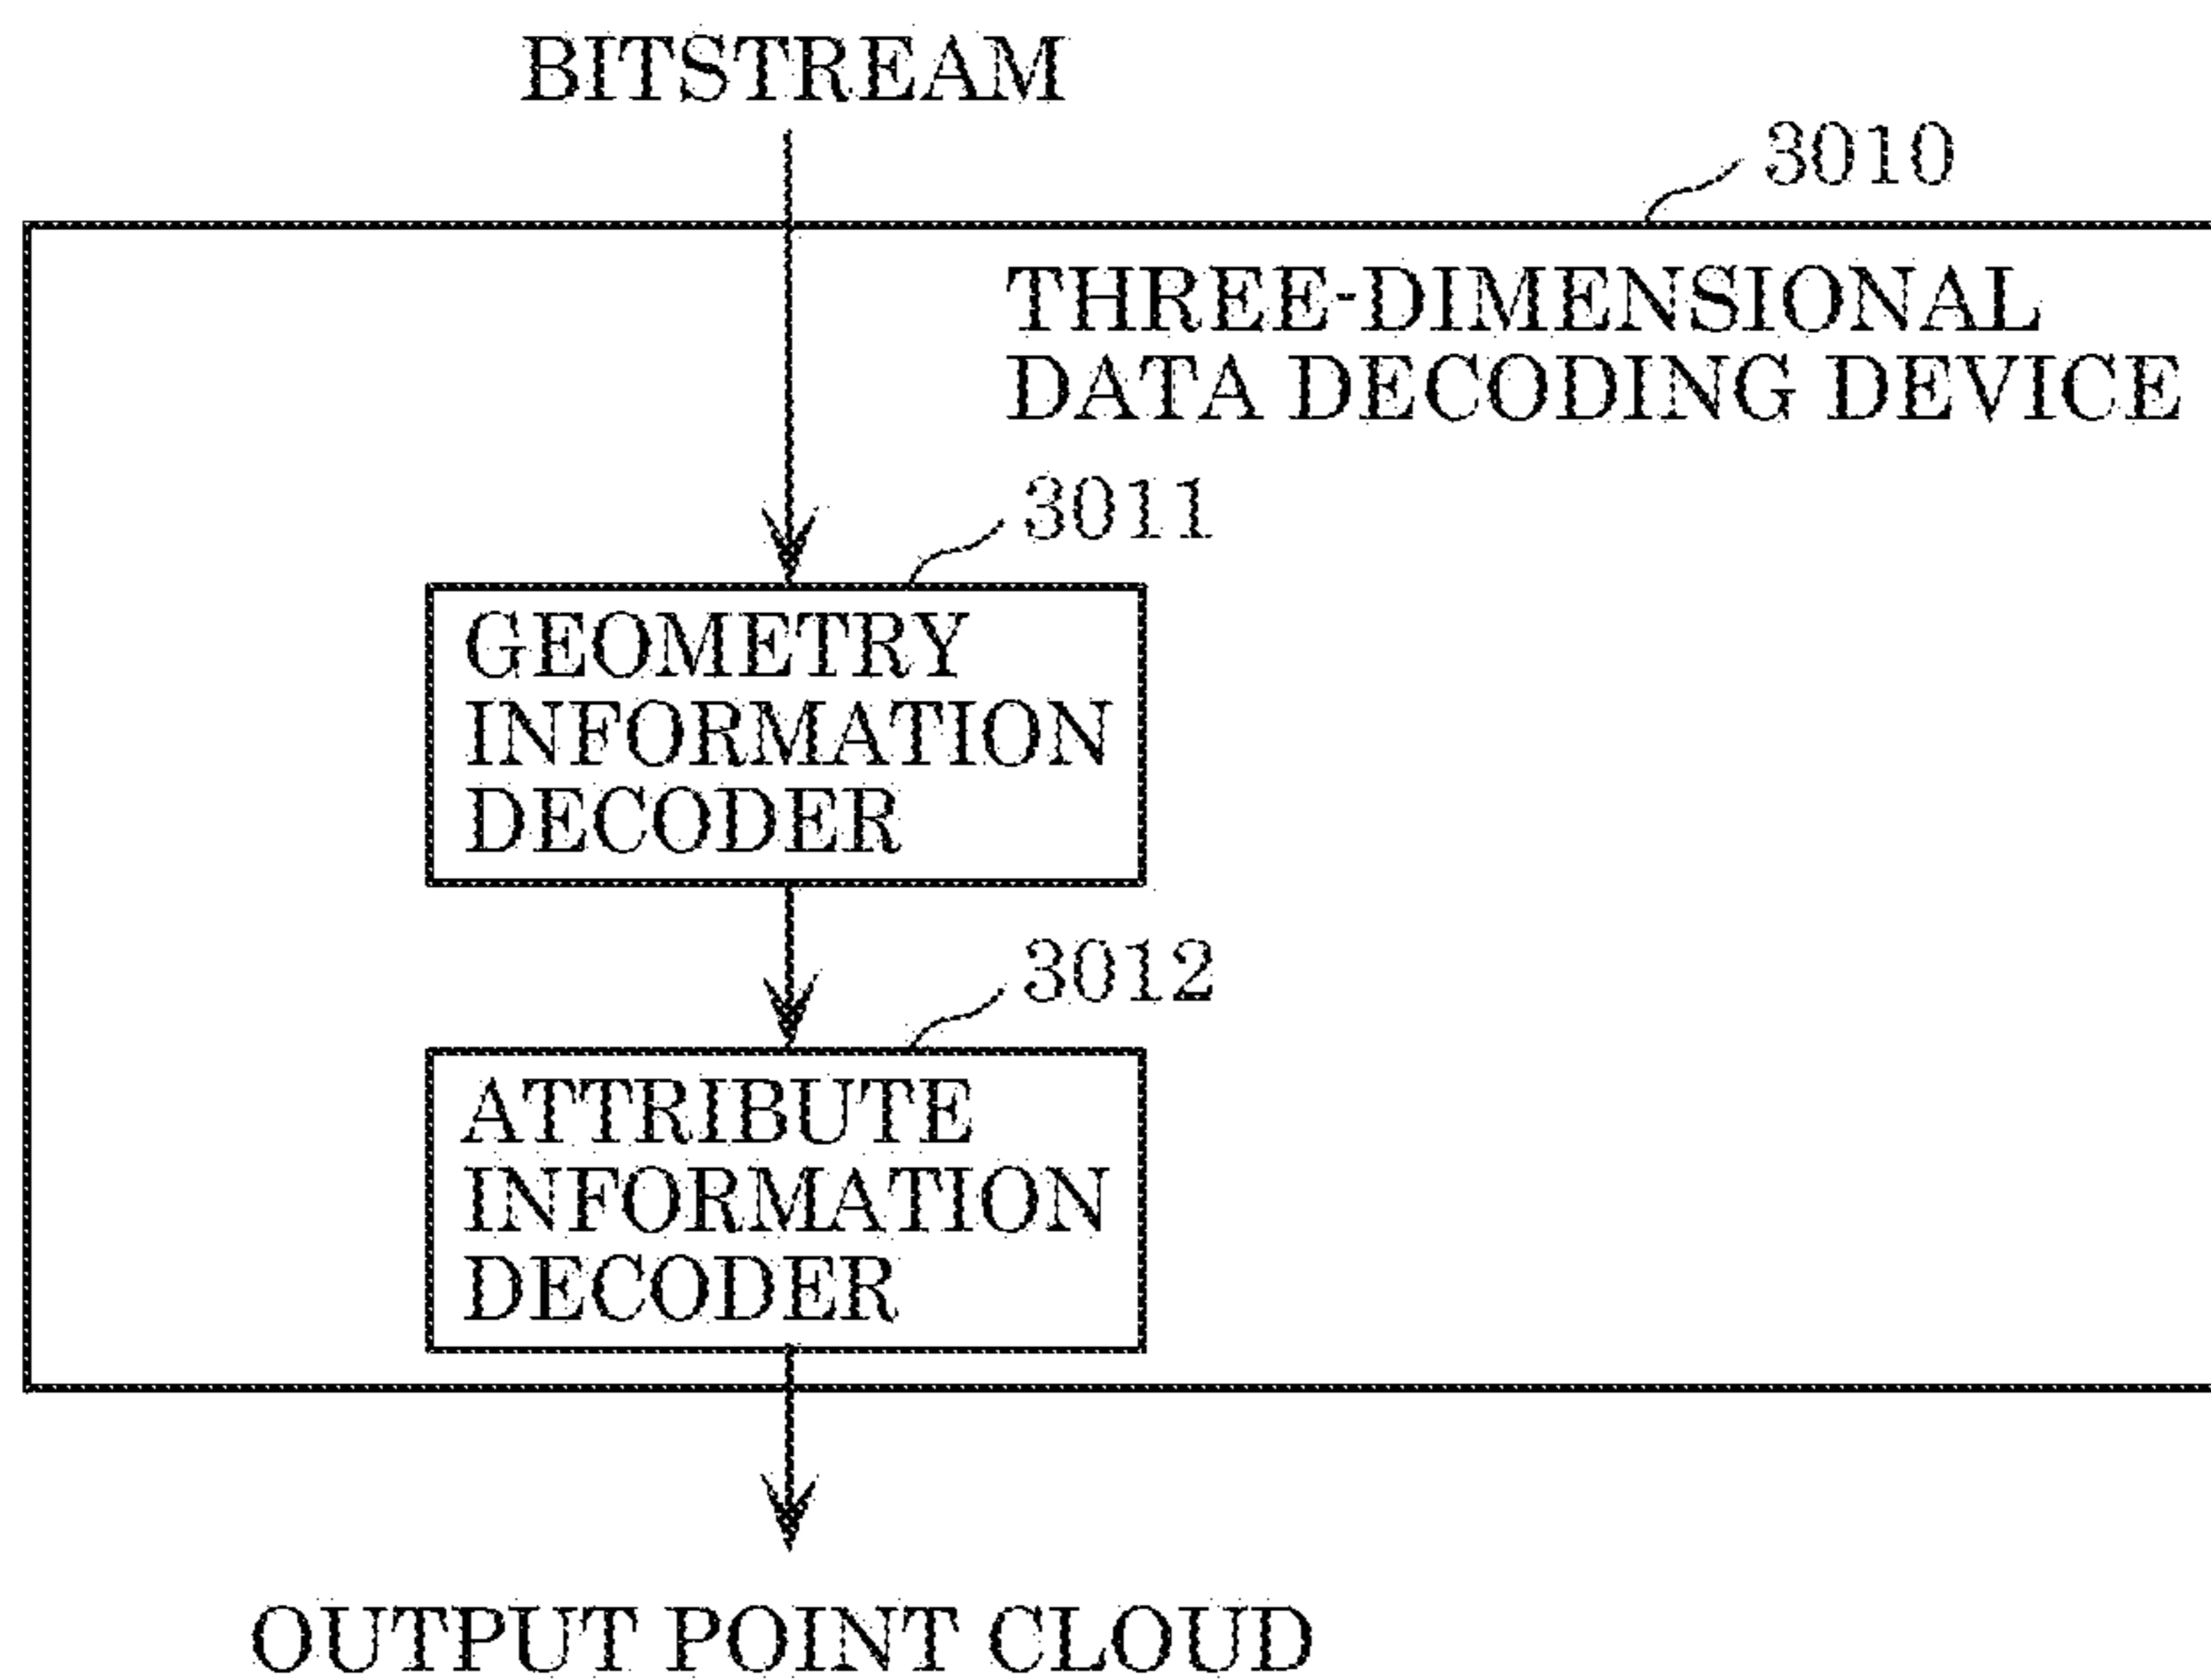 BITSTREAM
3010
THREE-DIMENSIONAL
DATA DECODING DEVICE
3011
GEOMETRY
INFORMATION
DECODER
3012
ATTRIBUTE
INFORMATION
DECODER
OUTPUT POINT CLOUD